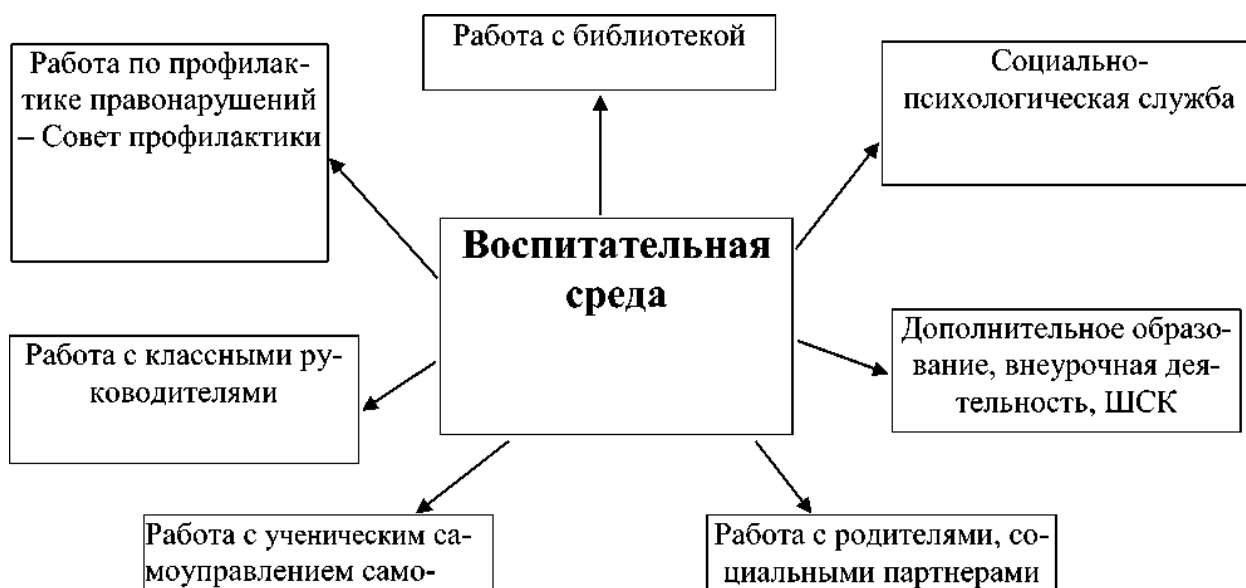 Работа с библиотекой
Работа по профилак-
тике правонарушений
– Совет профилактики
Социально-
психологическая служба
Воспитательная
среда
Работа с классными ру-
ководителями
Дополнительное образо-
вание, внеурочная дея-
тельность, ШСК
Работа с ученическим са-
моуправлением само-
Работа с родителями, со-
циальными партнерами